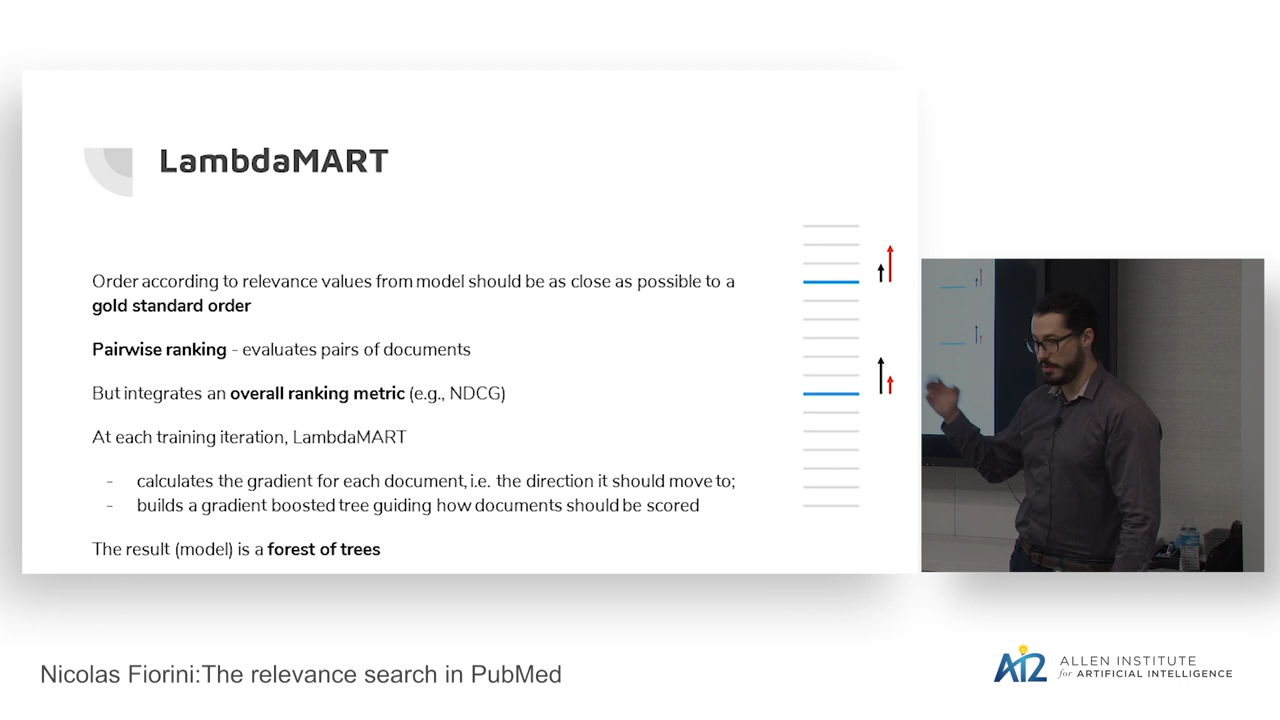 LambdaMART
Order according to relevance values from model should be as close as possible to a
gold standard order
Pairwise ranking - evaluates pairs of documents
But integrates an overall ranking metric (e.g., NDCG)
At each training iteration, LambdaMART
- calculates the gradient for each document, i.e. the direction it should move to;
- builds a gradient boosted tree guiding how documents should be scored
The result (model) is a forest of trees
Nicolas Fiorini:The relevance search in PubMed
AI2
ALLEN INSTITUTE
for ARTIFICIAL INTELLIGENCE